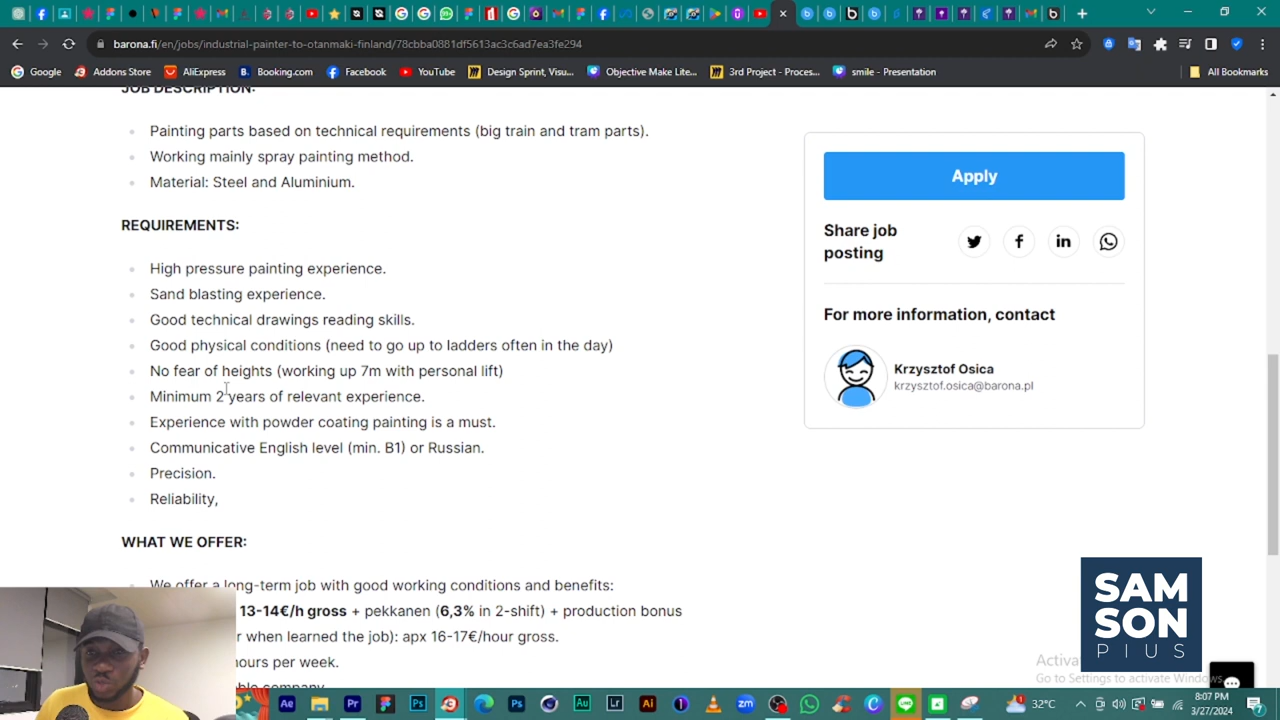 barona.fi/en/jobs/industrial-painter-to-otanmaki-finland/78cbba0881df5613ac3c6ad7ea3fe294
Google
Addons Store
AliExpress
Booking.com
Facebook
YouTube
Design Sprint, Visu...
Objective Make Lite...
3rd Project - Proces...
smile - Presentation
All Bookmarks
JOB DESCRIPTION:
Painting parts based on technical requirements (big train and tram parts).
Working mainly spray painting method.
Material: Steel and Aluminium.
REQUIREMENTS:
High pressure painting experience.
Sand blasting experience.
Good technical drawings reading skills.
Good physical conditions (need to go up to ladders often in the day)
No fear of heights (working up 7m with personal lift)
Minimum 2 years of relevant experience.
Experience with powder coating painting is a must.
Communicative English level (min. B1) or Russian.
Precision.
Reliability,
WHAT WE OFFER:
We offer a long-term job with good working conditions and benefits:
13-14€/h gross + pekkanen (6,3% in 2-shift) + production bonus
when learned the job): apx 16-17€/hour gross.
hours per week.
company
Apply
Share job
posting
For more information, contact
Krzysztof Osica
krzysztof.osica@barona.pl
SAM
SON
PIUS
Activa
Go to Settings to activate Windows
32°C
8:07 PM
3/27/2024